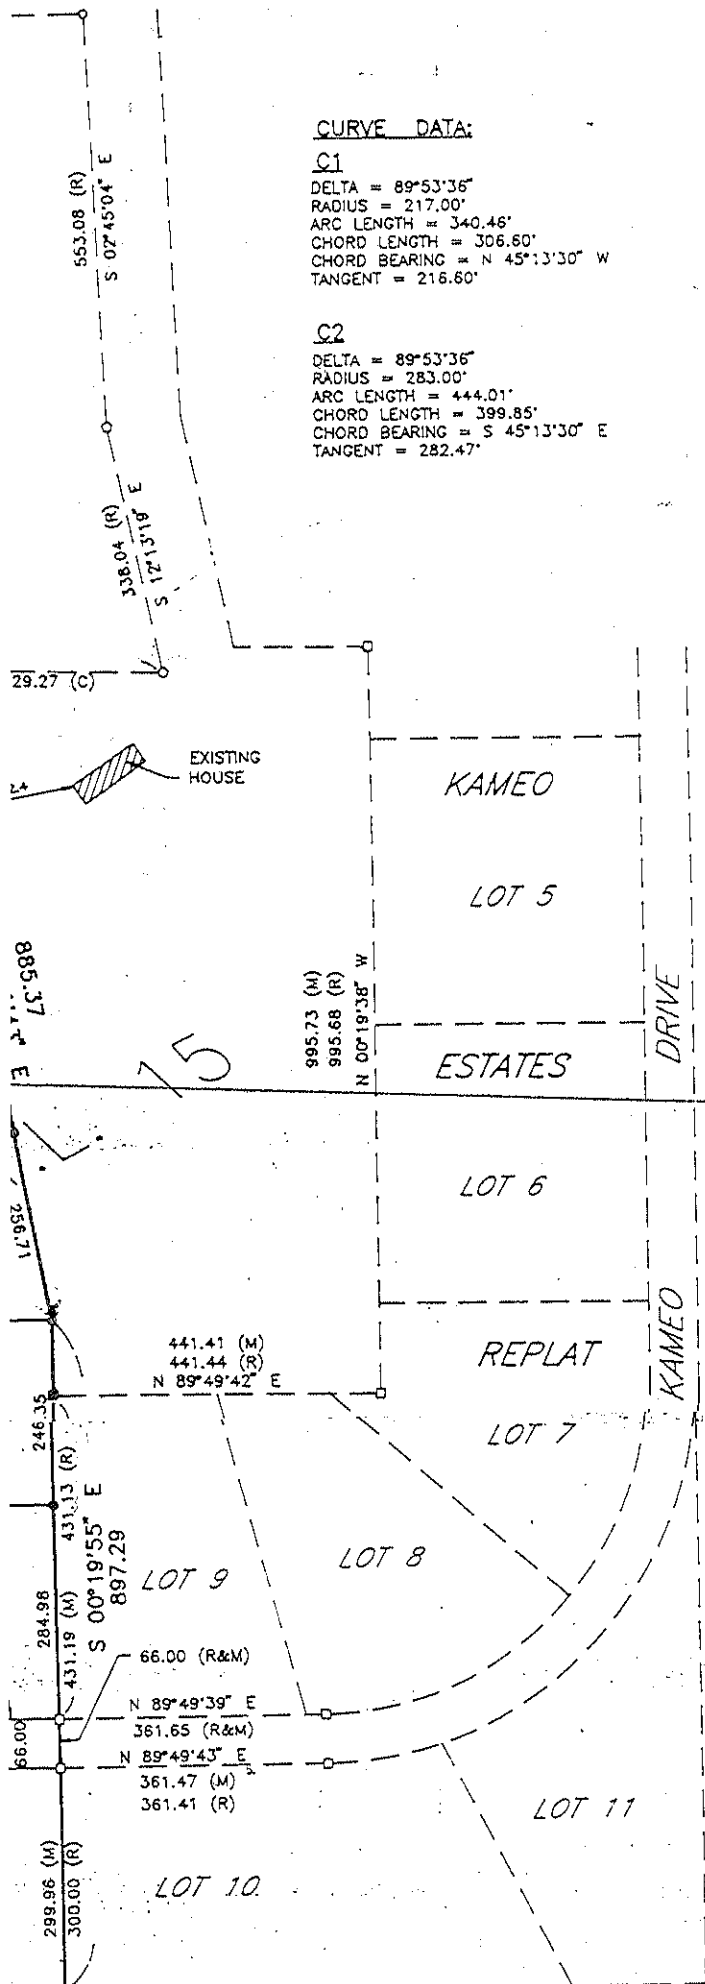 CURVE DATA:
C1
DELTA = 89°53'36"
RADIUS = 217.00'
ARC LENGTH = 340.46'
CHORD LENGTH = 306.60'
CHORD BEARING = N 45°13'30" W
TANGENT = 216.60'
C2
DELTA = 89°53'36"
RADIUS = 283.00'
ARC LENGTH = 444.01'
CHORD LENGTH = 399.85'
CHORD BEARING = S 45°13'30" E
TANGENT = 282.47'
553.08 (R)
S 02°45'04" E
338.04 (R)
S 12°13'19" E
29.27 (C)
EXISTING
HOUSE
24
KAMEO
LOT 5
885.37
E
15
995.73 (M)
995.68 (R)
N 00°19'38" W
ESTATES
DRIVE
LOT 6
256.71
441.41 (M)
441.44 (R)
N 89°49'42" E
REPLAT
KAMEO
LOT 7
246.35
431.13 (R)
S 00°19'55" E
897.29
LOT 9
LOT 8
284.98
431.19 (M)
66.00 (R&M)
N 89°49'39" E
361.65 (R&M)
66.00
N 89°49'43" E
361.47 (M)
361.41 (R)
LOT 11
LOT 10
299.96 (M)
300.00 (R)